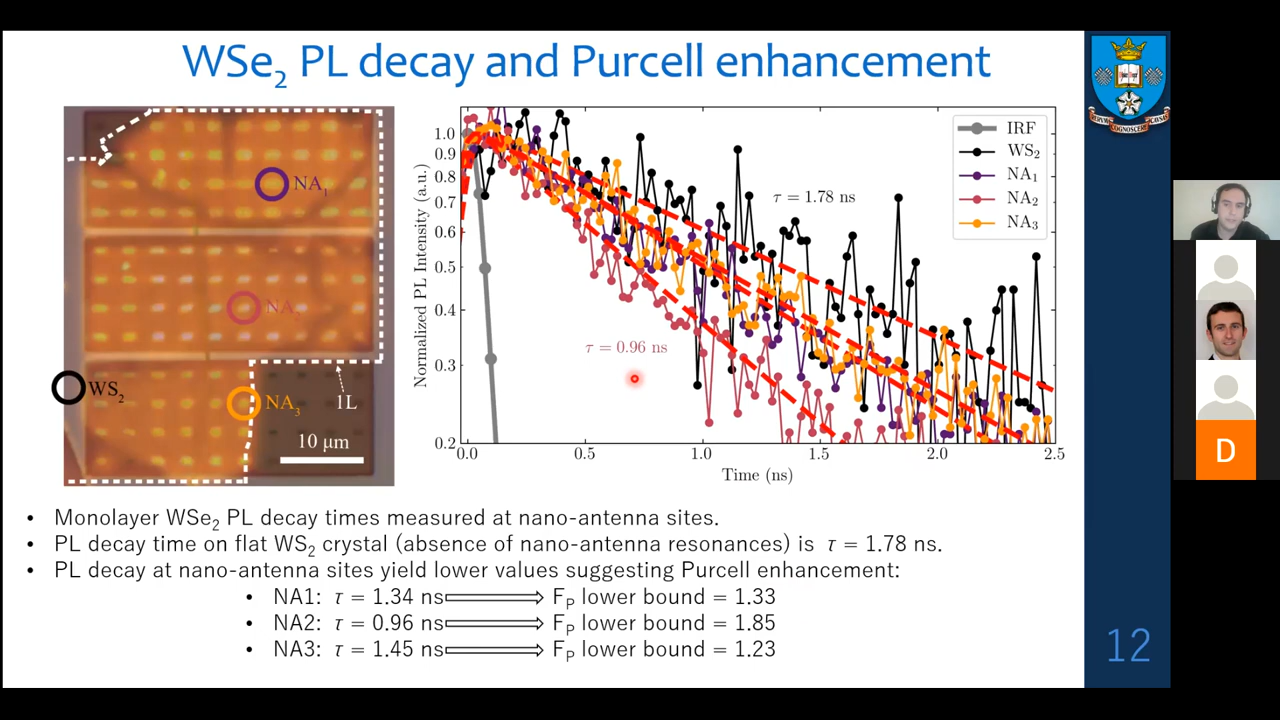 WSe₂ PL decay and Purcell enhancement
NA₁
WS₂
NA₃
1L
10 μm
Normalized PL Intensity (a.u.)
1.0
0.9
0.8
0.7
0.6
0.5
0.4
0.3
0.2
0.0 0.5 1.0 1.5 2.0 2.5
Time (ns)
τ = 1.78 ns
τ = 0.96 ns
IRF
WS₂
NA₁
NA₂
NA₃
• Monolayer WSe₂ PL decay times measured at nano-antenna sites.
• PL decay time on flat WS₂ crystal (absence of nano-antenna resonances) is τ = 1.78 ns.
• PL decay at nano-antenna sites yield lower values suggesting Purcell enhancement:
• NA1: τ = 1.34 ns F_P lower bound = 1.33
• NA2: τ = 0.96 ns F_P lower bound = 1.85
• NA3: τ = 1.45 ns F_P lower bound = 1.23
12
D